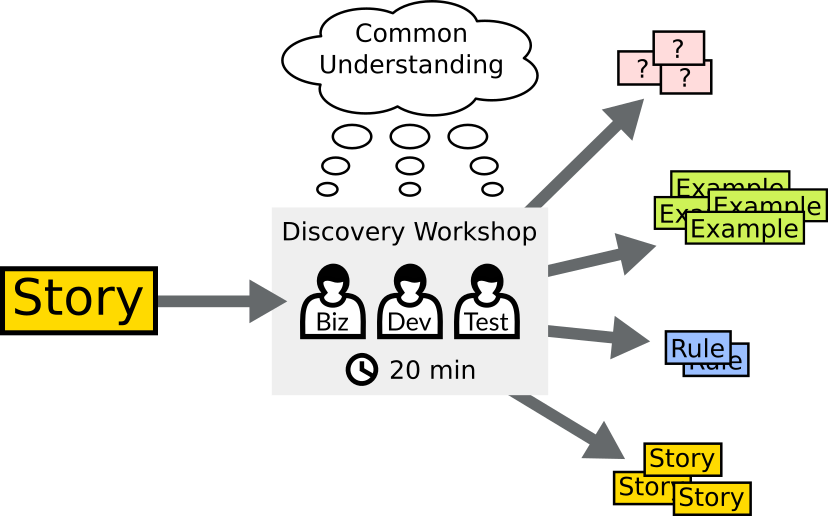 Common
Understanding
Discovery Workshop
Story
Biz
Dev
Test
20 min
?
?
?
Example
Example
Example
Example
Rule
Rule
Story
Story
Story